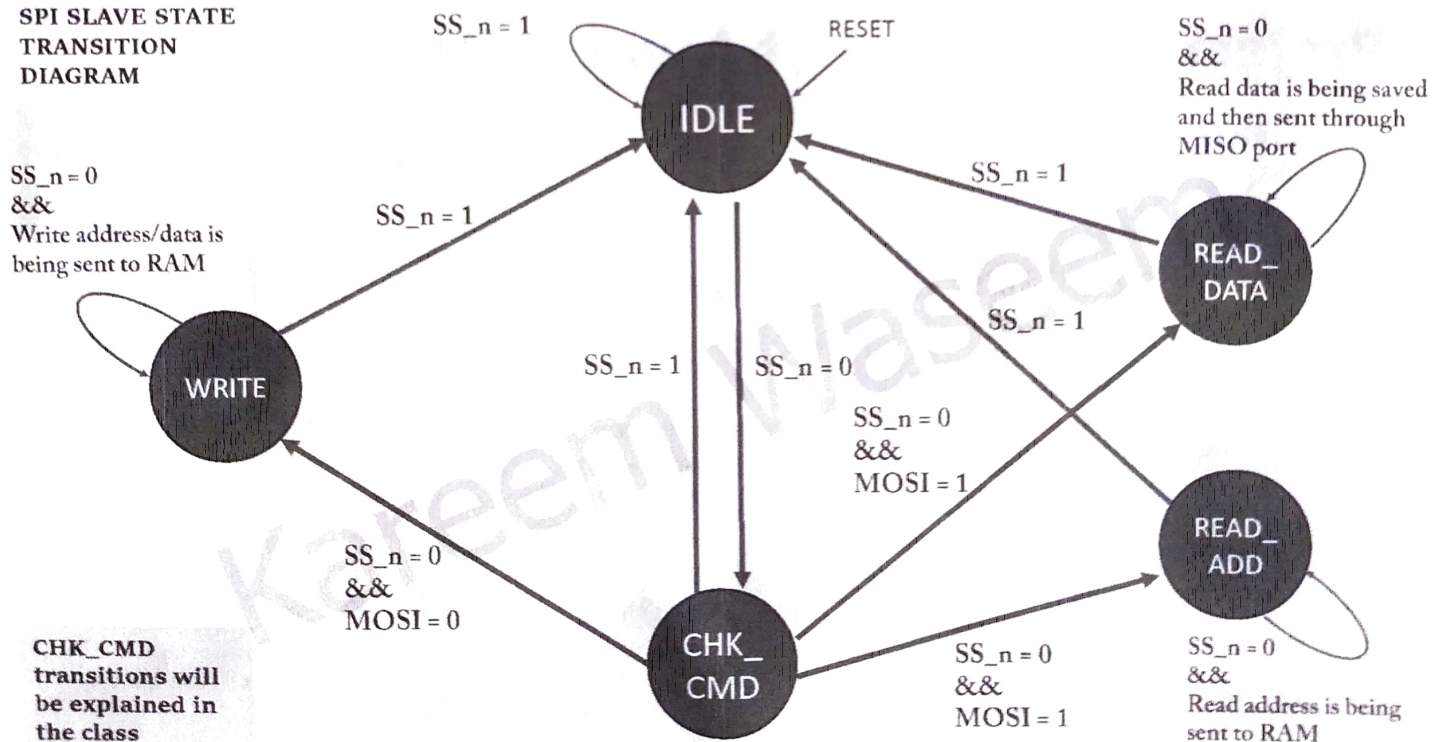 SPI SLAVE STATE
TRANSITION
DIAGRAM
SS_n = 1
RESET
IDLE
SS_n = 0
&&
Read data is being saved
and then sent through
MISO port
SS_n = 0
&&
Write address/data is
being sent to RAM
SS_n = 1
SS_n = 1
READ_
DATA
SS_n = 1
WRITE
SS_n = 1
SS_n = 0
SS_n = 0
&&
MOSI = 1
READ_
ADD
SS_n = 0
&&
MOSI = 0
CHK_
CMD
SS_n = 0
&&
MOSI = 1
SS_n = 0
&&
Read address is being
sent to RAM
CHK_CMD
transitions will
be explained in
the class
Kareem Waseem